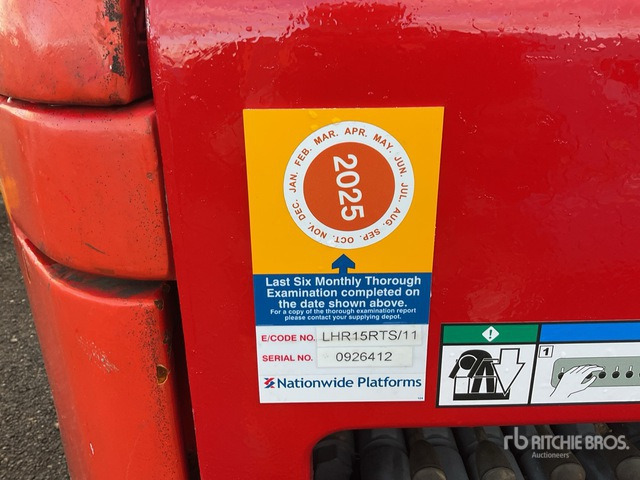 JAN. FEB. MAR. APR. MAY. JUN. JUL. AUG. SEP. OCT. NOV. DEC.
2025
Last Six Monthly Thorough
Examination completed on
the date shown above.
For a copy of the thorough examination report
please contact your supplying depot.
E/CODE NO. LHR15RTS/11
SERIAL NO. 0926412
Nationwide Platforms
1
rb RITCHIE BROS.
Auctioneers